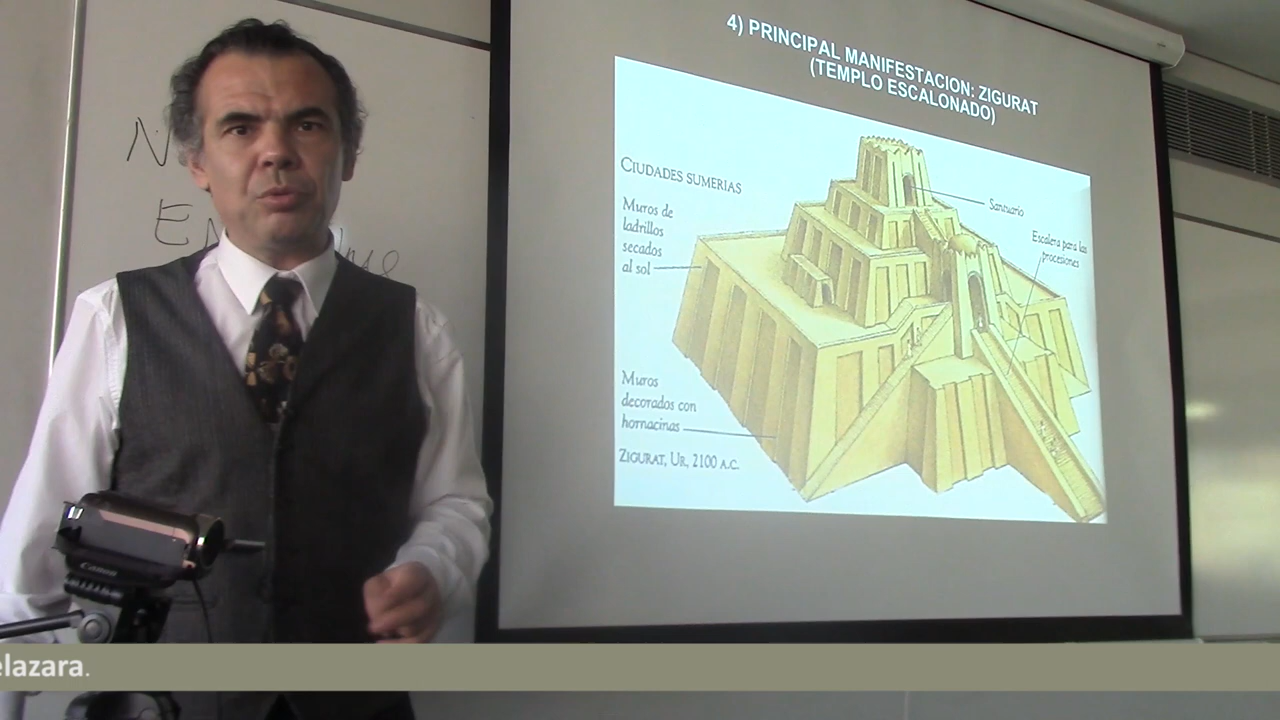 4) PRINCIPAL MANIFESTACION: ZIGURAT
(TEMPLO ESCALONADO)
CIUDADES SUMERIAS
Muros de
ladrillos
secados
al sol
Santuario
Escalera para las
procesiones
Muros
decorados con
hornacinas
ZIGURAT, UR, 2100 A.C.
Canon
elazara.